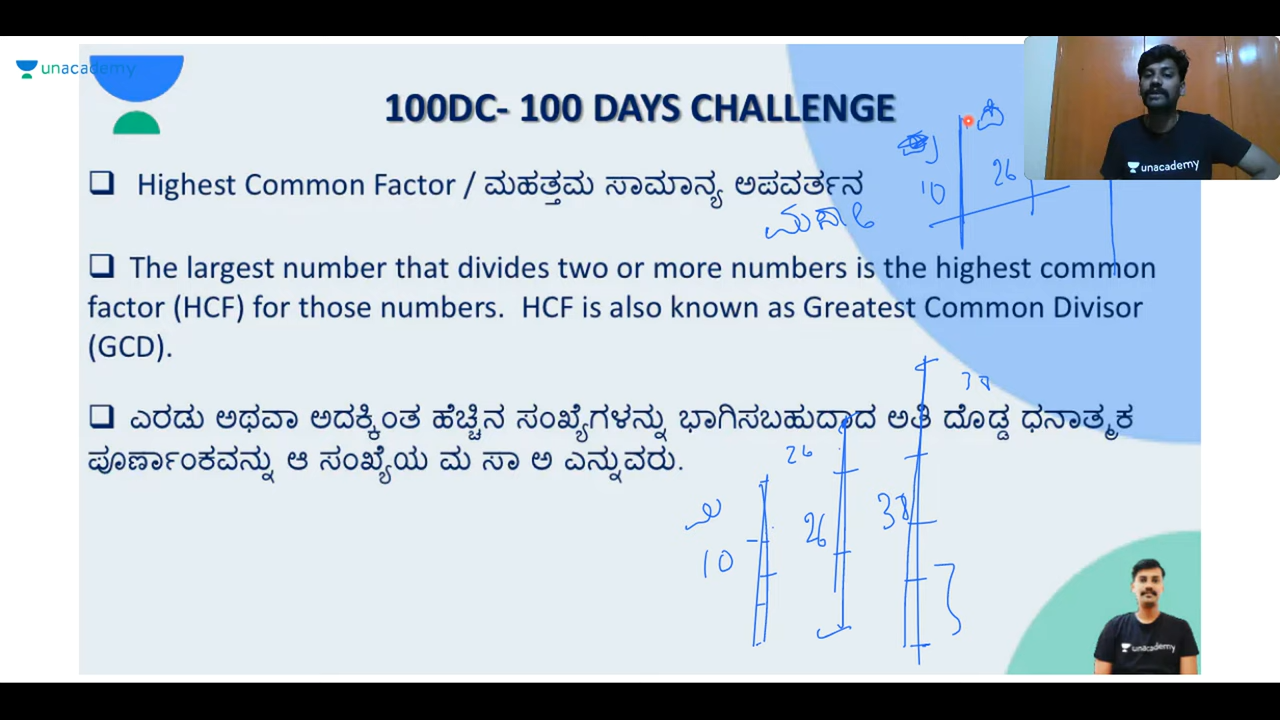 unacademy
100DC- 100 DAYS CHALLENGE
❑ Highest Common Factor / ಮಹತ್ತಮ ಸಾಮಾನ್ಯ ಅಪವರ್ತನ
10 26
unacademy
❑ The largest number that divides two or more numbers is the highest common
factor (HCF) for those numbers. HCF is also known as Greatest Common Divisor
(GCD).
38
❑ ಎರಡು ಅಥವಾ ಅದಕ್ಕಿಂತ ಹೆಚ್ಚಿನ ಸಂಖ್ಯೆಗಳನ್ನು ಭಾಗಿಸಬಹುದಾದ ಅತಿ ದೊಡ್ಡ ಧನಾತ್ಮಕ
ಪೂರ್ಣಾಂಕವನ್ನು ಆ ಸಂಖ್ಯೆಯ ಮ ಸಾ ಅ ಎನ್ನುವರು.
26
10 26 38
unacademy